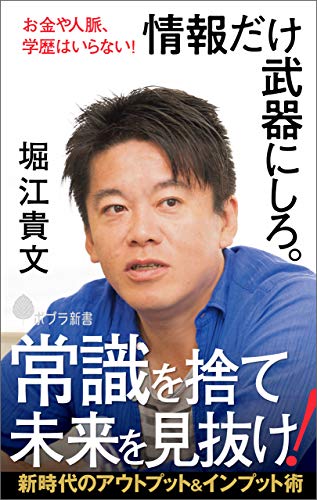 お金や人脈、
学歴はいらない!
情報だけ
武器にしろ。
堀江貴文
ポプラ新書
常識を捨て
未来を見抜け!
新時代のアウトプット&インプット術